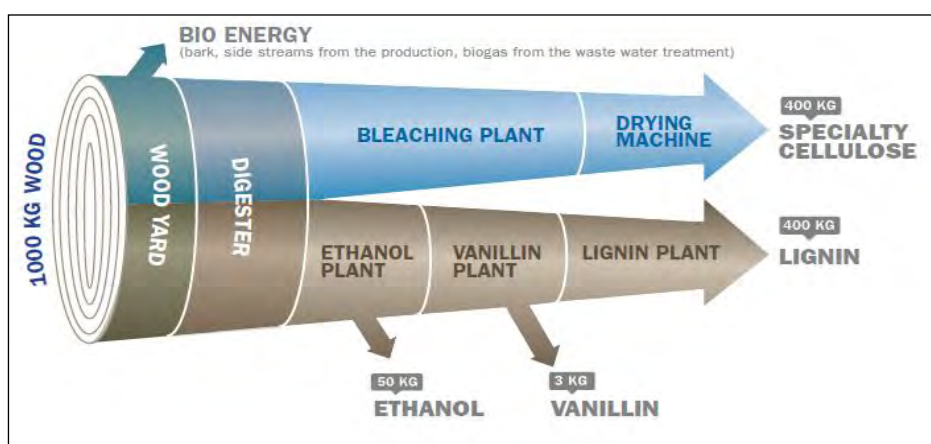 BIO ENERGY
(bark, side streams from the production, biogas from the waste water treatment)
1000 KG WOOD
WOOD YARD
DIGESTER
BLEACHING PLANT
DRYING
MACHINE
400 KG
SPECIALTY
CELLULOSE
ETHANOL
PLANT
VANILLIN
PLANT
LIGNIN PLANT
400 KG
LIGNIN
50 KG
ETHANOL
3 KG
VANILLIN